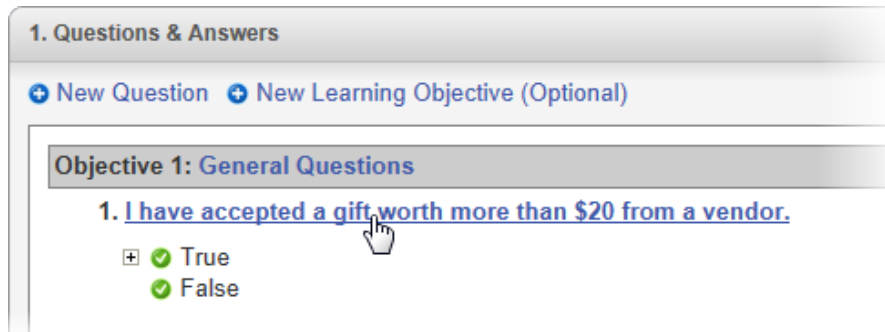 1. Questions & Answers
New Question New Learning Objective (Optional)
Objective 1: General Questions
1. I have accepted a gift worth more than $20 from a vendor.
True
False